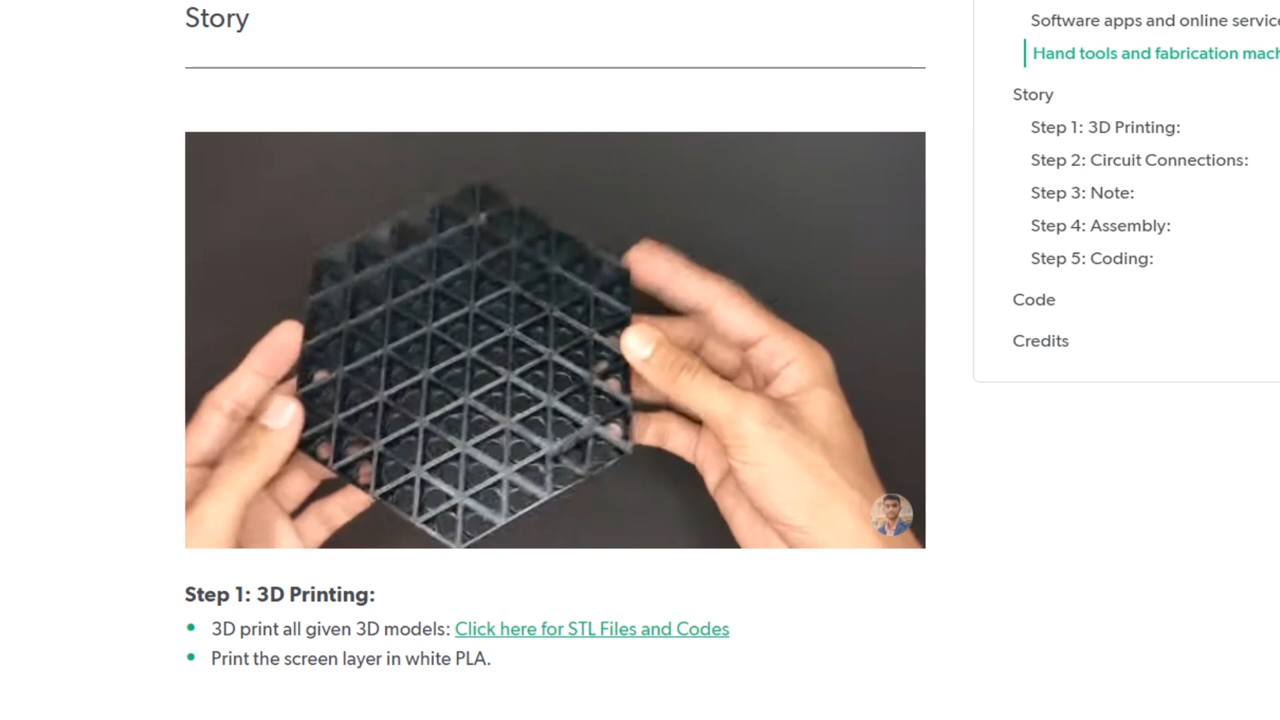 Story
Step 1: 3D Printing:
3D print all given 3D models: Click here for STL Files and Codes
Print the screen layer in white PLA.
Software apps and online
Hand tools and fabrication
Story
Step 1: 3D Printing:
Step 2: Circuit Connections:
Step 3: Note:
Step 4: Assembly:
Step 5: Coding:
Code
Credits